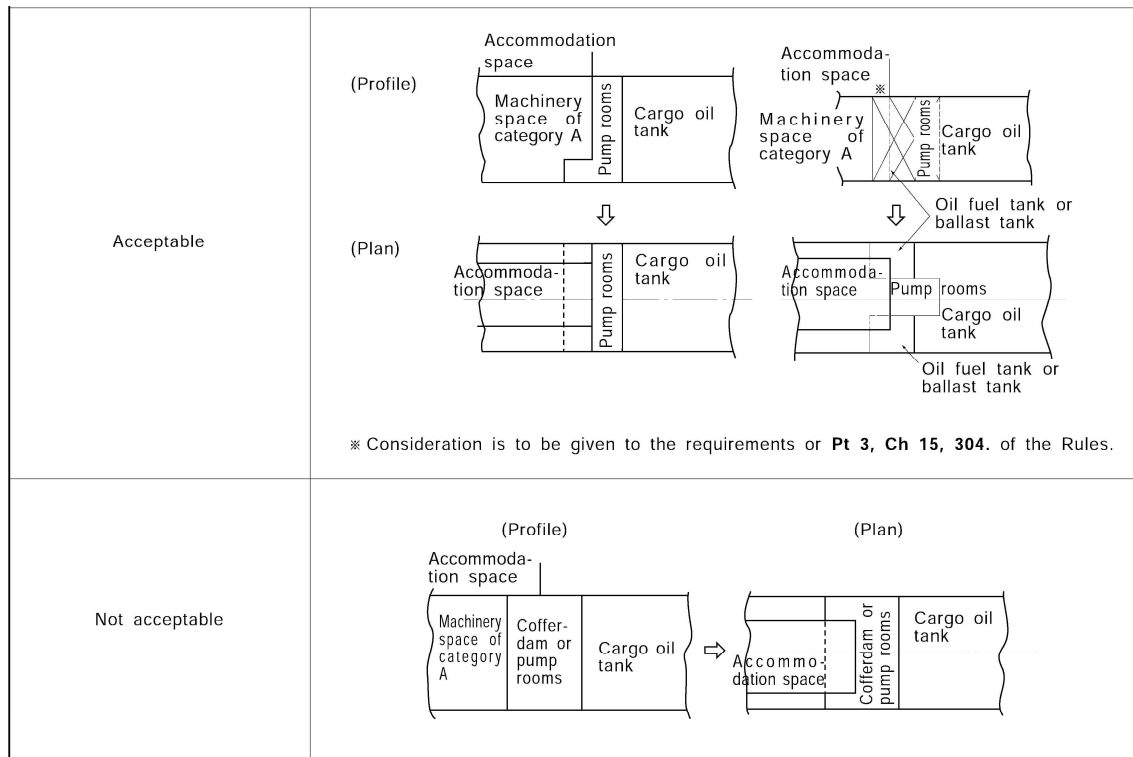 Acceptable
Accommodation
space
(Profile)
Machinery
space of
category A
Pump rooms
Cargo oil
tank
Accommoda-
tion space
※
Machinery
space of
category A
Pump rooms
Cargo oil
tank
Oil fuel tank or
ballast tank
(Plan)
Accommoda-
tion space
Pump rooms
Cargo oil
tank
Accommoda-
tion space
Pump rooms
Cargo oil
tank
Oil fuel tank or
ballast tank
※ Consideration is to be given to the requirements or Pt 3, Ch 15, 304. of the Rules.
Not acceptable
(Profile)
Accommoda-
tion space
Machinery
space of
category
A
Coffer-
dam or
pump
rooms
Cargo oil
tank
(Plan)
Accommo-
dation space
Cofferdam or
pump rooms
Cargo oil
tank